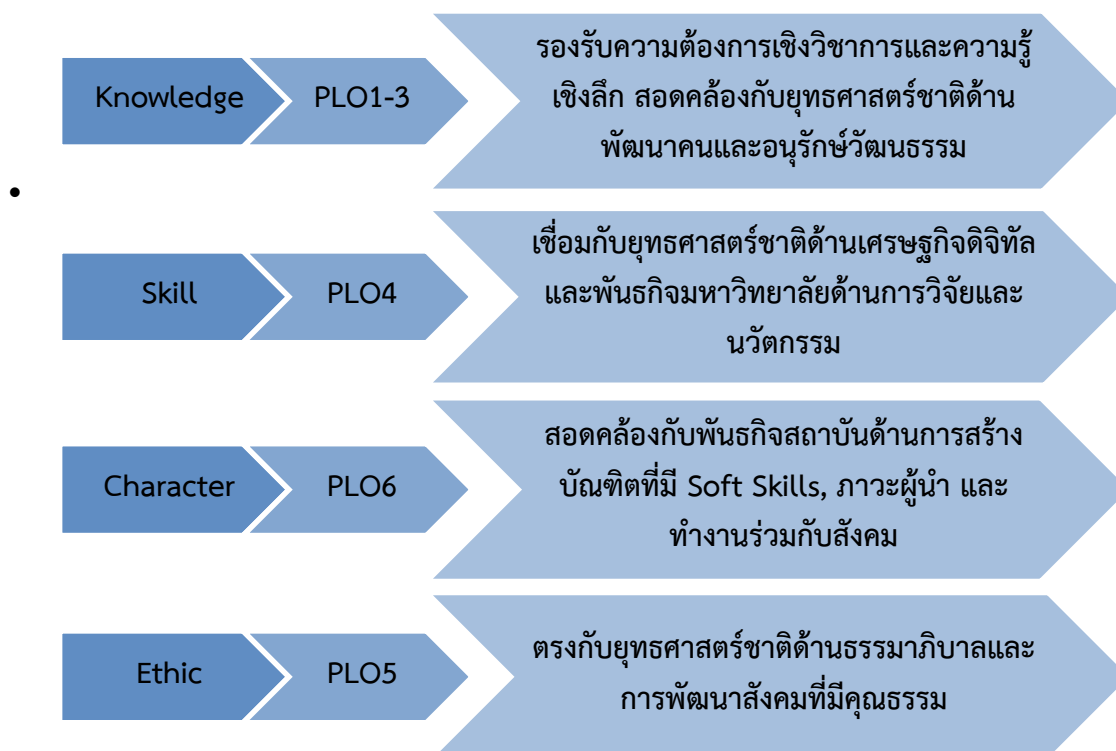 Knowledge
PLO1-3
รองรับความต้องการเชิงวิชาการและความรู้
เชิงลึก สอดคล้องกับยุทธศาสตร์ชาติด้าน
พัฒนาคนและอนุรักษ์วัฒนธรรม
•
Skill
PLO4
เชื่อมกับยุทธศาสตร์ชาติด้านเศรษฐกิจดิจิทัล
และพันธกิจมหาวิทยาลัยด้านการวิจัยและ
นวัตกรรม
Character
PLO6
สอดคล้องกับพันธกิจสถาบันด้านการสร้าง
บัณฑิตที่มี Soft Skills, ภาวะผู้นำ และ
ทำงานร่วมกับสังคม
Ethic
PLO5
ตรงกับยุทธศาสตร์ชาติด้านธรรมาภิบาลและ
การพัฒนาสังคมที่มีคุณธรรม